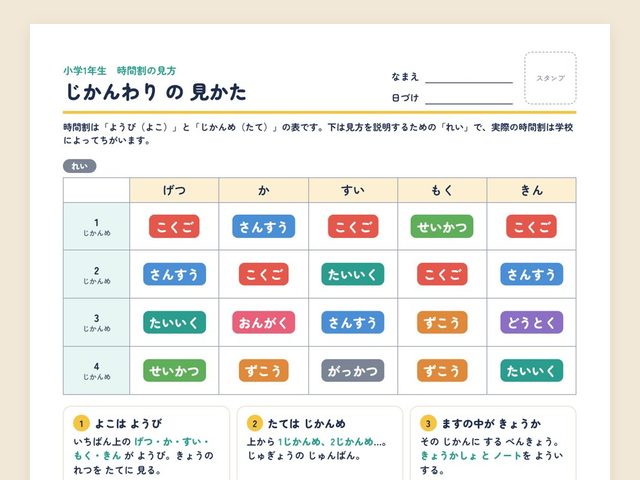 小学1年生　時間割の見方
じかんわり の 見かた
なまえ
日づけ
スタンプ
時間割は「ようび（よこ）」と「じかんめ（たて）」の表です。下は見方を説明するための「れい」で、実際の時間割は学校
によってちがいます。
れい
げつ か すい もく きん
1 じかんめ こくご さんすう こくご せいかつ こくご
2 じかんめ さんすう こくご たいいく こくご さんすう
3 じかんめ たいいく おんがく さんすう ずこう どうとく
4 じかんめ せいかつ ずこう がっかつ ずこう たいいく
1 よこは ようび
いちばん上の げつ・か・すい・
もく・きん が ようび。きょうの
れつを たてに 見る。
2 たては じかんめ
上から 1じかんめ、2じかんめ…。
じゅぎょうの じゅんばん。
3 ますの中が きょうか
その じかんに する べんきょう。
きょうかしょ と ノートを ようい
する。